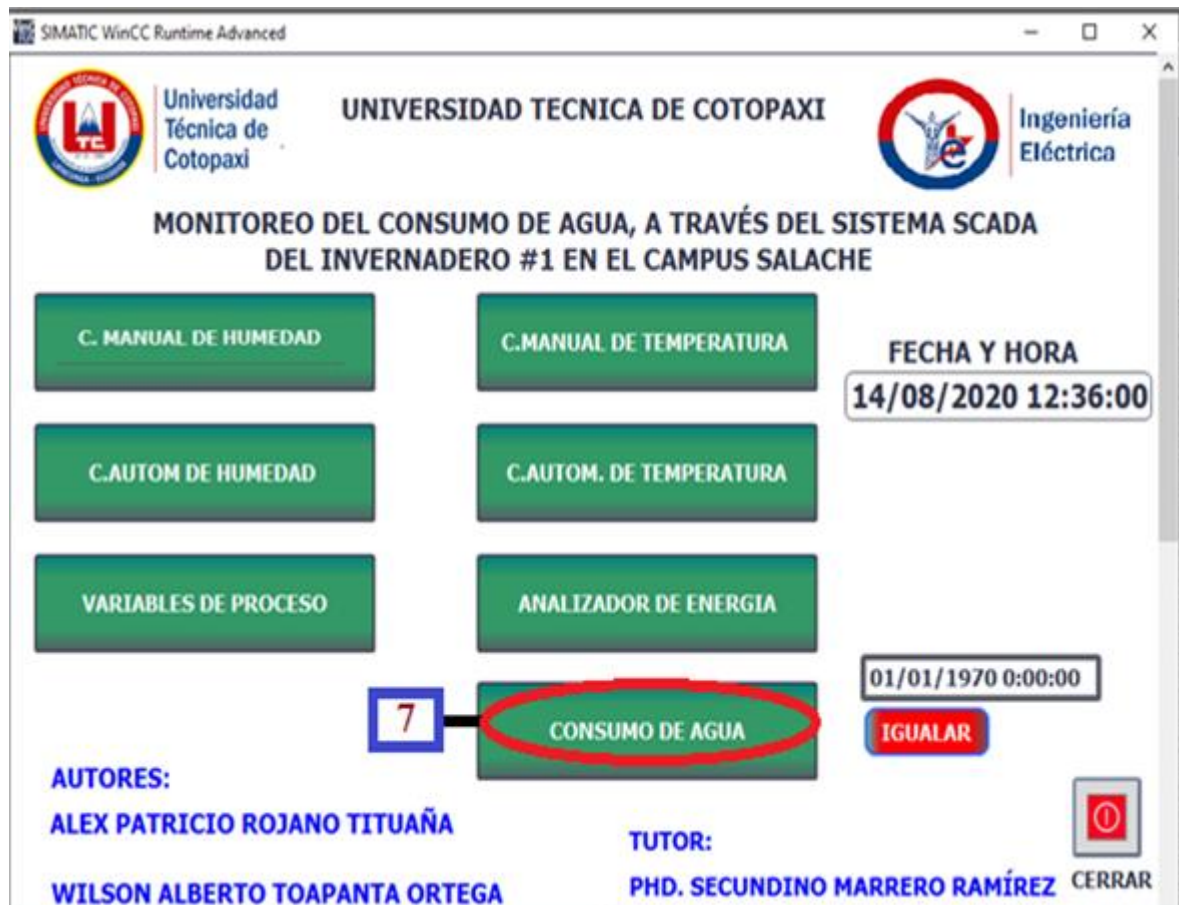 SIMATIC WinCC Runtime Advanced
Universidad
Técnica de
Cotopaxi
UNIVERSIDAD TECNICA DE COTOPAXI
Ingeniería
Eléctrica
MONITOREO DEL CONSUMO DE AGUA, A TRAVÉS DEL SISTEMA SCADA
DEL INVERNADERO #1 EN EL CAMPUS SALACHE
C. MANUAL DE HUMEDAD
C.MANUAL DE TEMPERATURA
FECHA Y HORA
14/08/2020 12:36:00
C.AUTOM DE HUMEDAD
C.AUTOM. DE TEMPERATURA
VARIABLES DE PROCESO
ANALIZADOR DE ENERGIA
01/01/1970 0:00:00
7
CONSUMO DE AGUA
IGUALAR
AUTORES:
ALEX PATRICIO ROJANO TITUAÑA
TUTOR:
WILSON ALBERTO TOAPANTA ORTEGA
PHD. SECUNDINO MARRERO RAMÍREZ
CERRAR